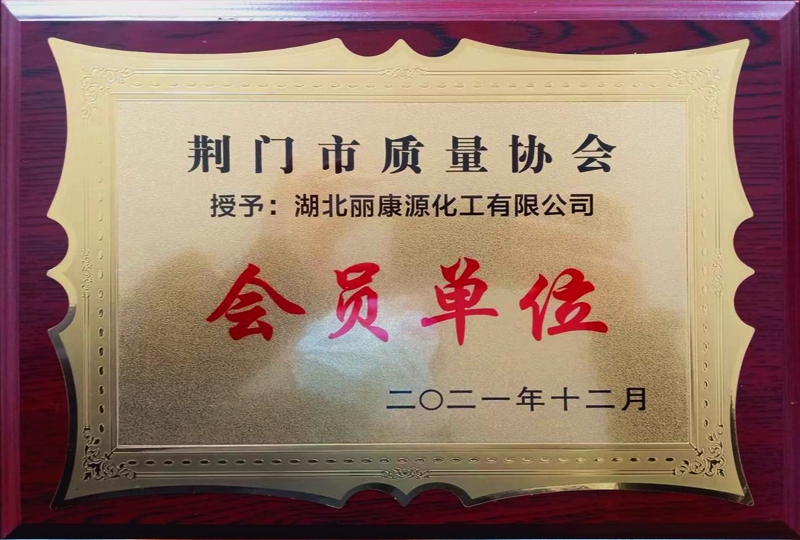 荆门市质量协会
授予：湖北丽康源化工有限公司
会员单位
二〇二一年十二月